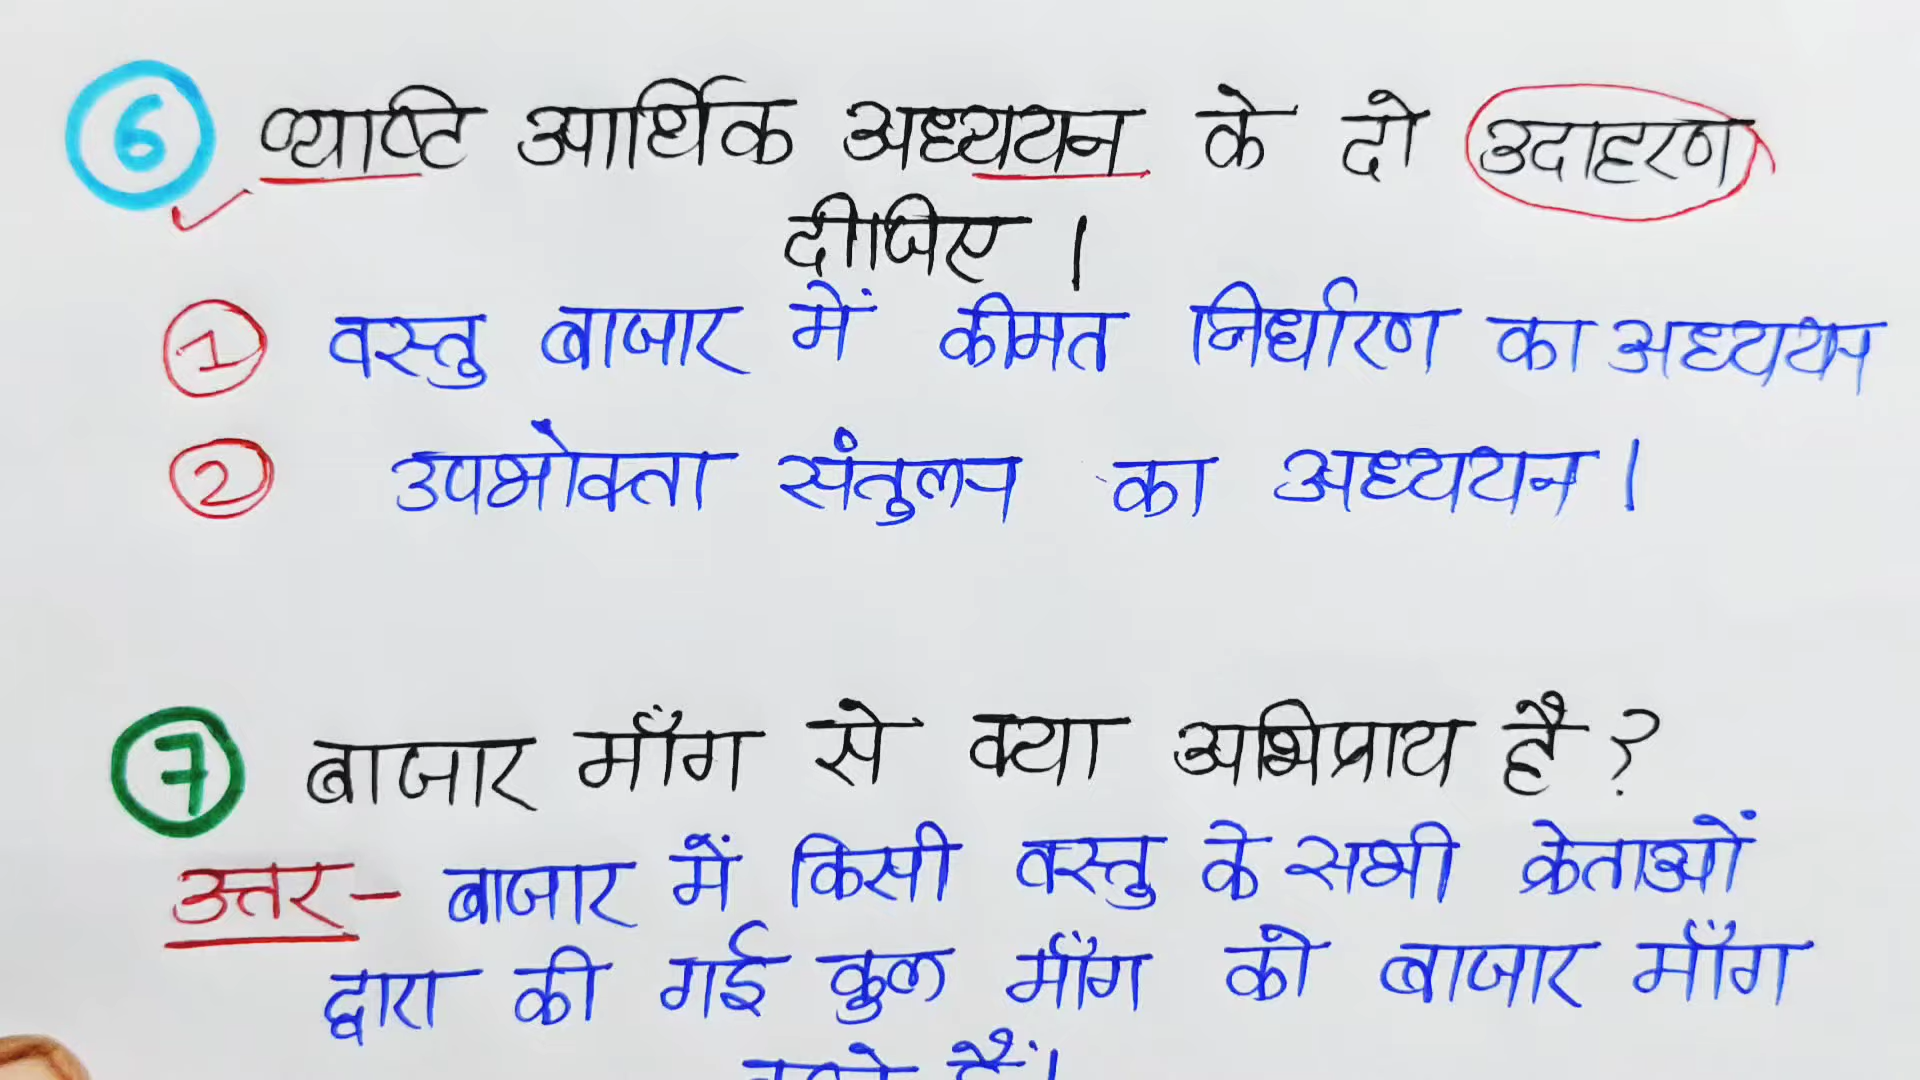 6 व्यष्टि आर्थिक अध्ययन के दो उदाहरण
दीजिए ।
1 वस्तु बाजार में कीमत निर्धारण का अध्ययन
2 उपभोक्ता संतुलन का अध्ययन ।
7 बाजार माँग से क्या अभिप्राय है ?
उत्तर - बाजार में किसी वस्तु के सभी क्रेताओं
द्वारा की गई कुल माँग को बाजार माँग
हैं।